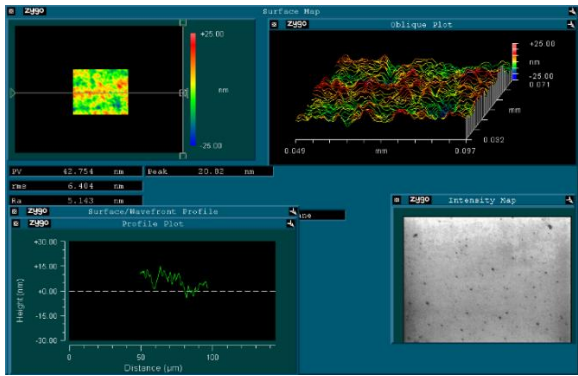 zygo
Surface Map
+25.00
nm
-25.00
zygo
Oblique Plot
+25.00
nm
-25.00
0.071
mm
0.032
0.049
mm
0.097
PV 42.754 nm
Peak 20.82 nm
rms 6.404 nm
Ra 5.143 nm
zygo
Surface/Wavefront Profile
zygo
Profile Plot
+30.00
+15.00
+0.00
-15.00
-30.00
Height (nm)
0
50
100
Distance (µm)
zygo
Intensity Map